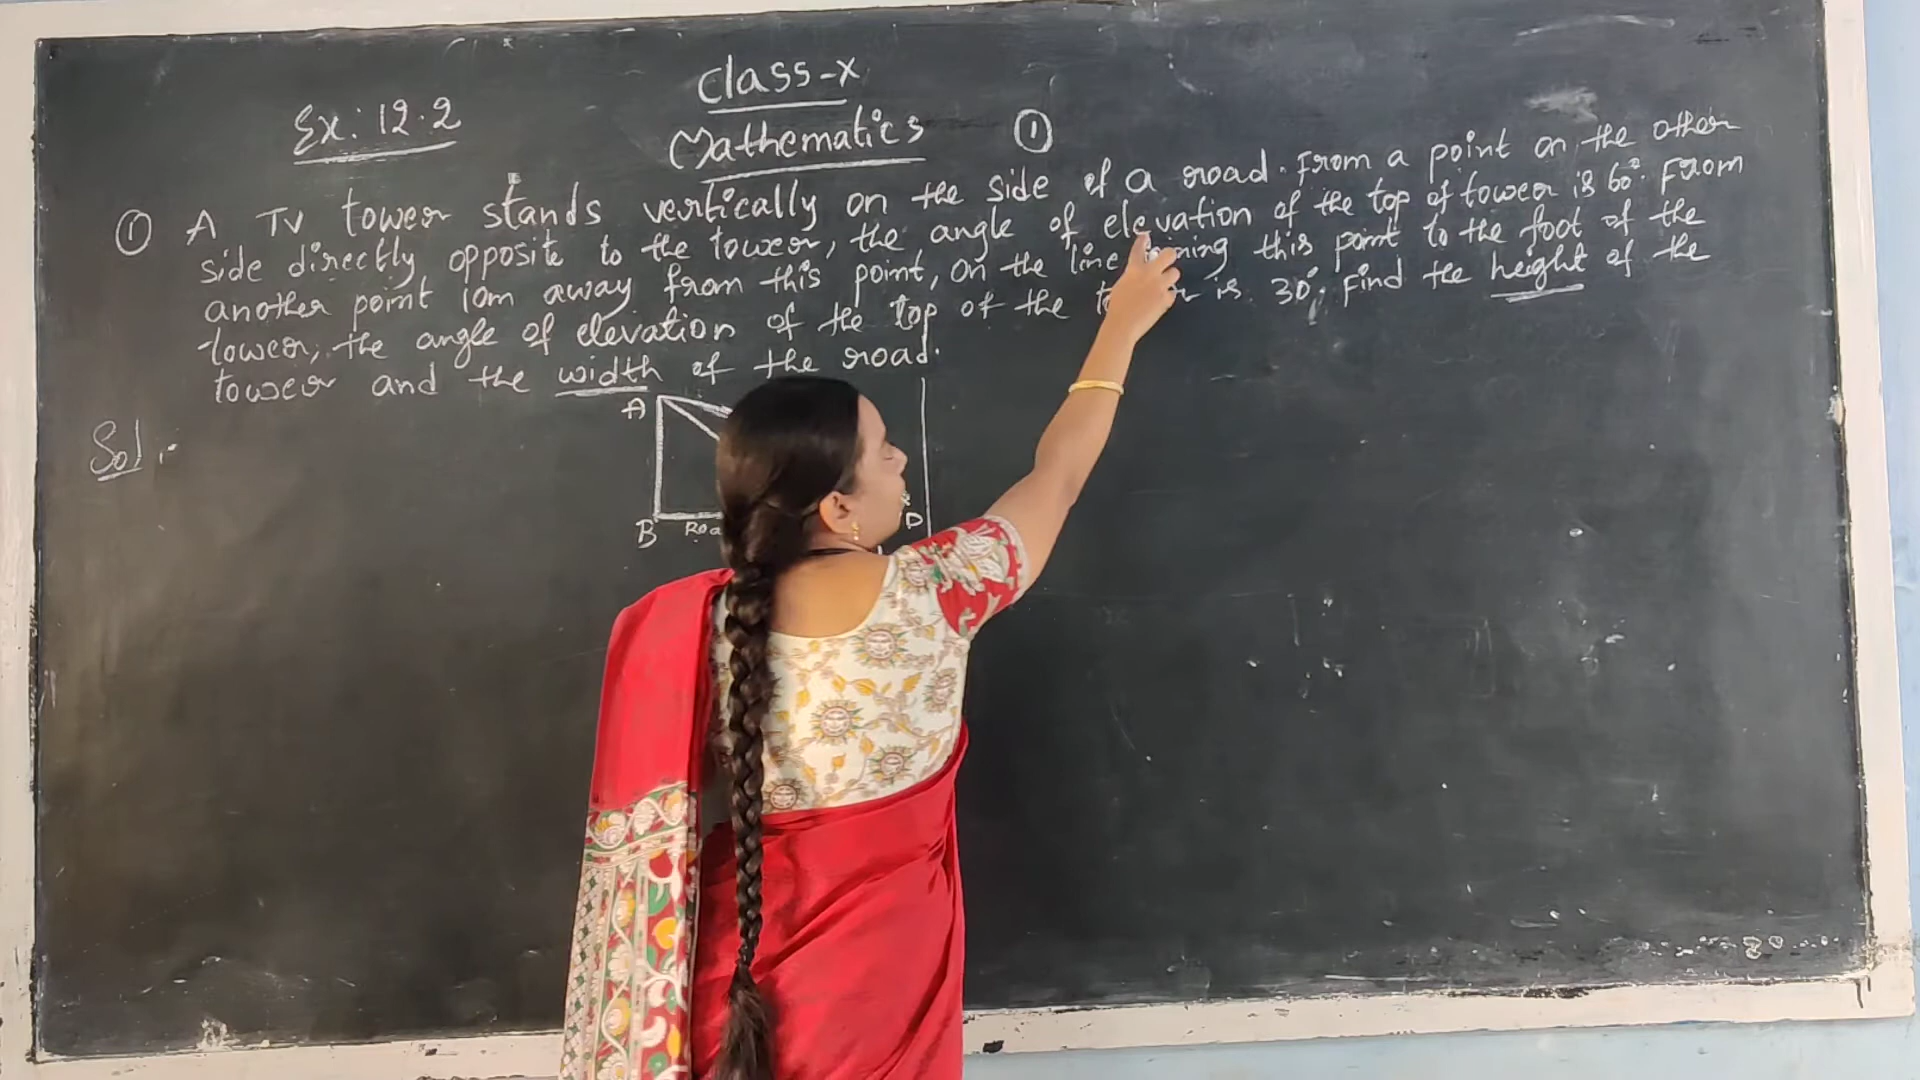 Class-X
Ex: 12.2
Mathematics ①
① A TV tower stands vertically on the side of a road. From a point on the other
side directly opposite to the tower, the angle of elevation of the top of tower is 60°. From
another point 10m away from this point, on the line joining this point to the foot of the
tower, the angle of elevation of the top of the is 30°. Find the height of the
tower and the width of the road.
Sol:-
A
B
D